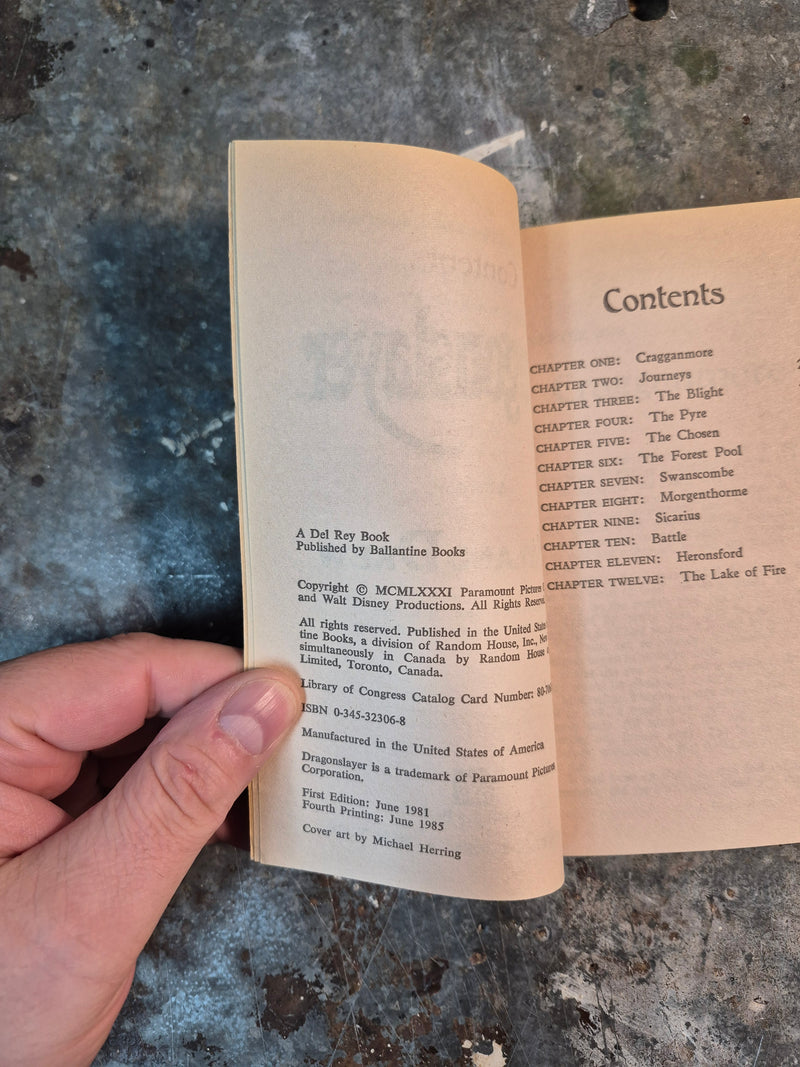 A Del Rey Book
Published by Ballantine Books
Copyright © MCMLXXXI Paramount Pictures
and Walt Disney Productions. All Rights
All rights reserved. Published in the United
tine Books, a division of Random House, Inc.,
simultaneously in Canada by Random House
Limited, Toronto, Canada.
Library of Congress Catalog Card Number:
ISBN 0-345-32306-8
Manufactured in the United States of America
Dragonslayer is a trademark of Paramount Pictures
Corporation.
First Edition: June 1981
Fourth Printing: June 1985
Cover art by Michael Herring
Contents
CHAPTER ONE: Cragganmore
CHAPTER TWO: Journeys
CHAPTER THREE: The Blight
CHAPTER FOUR: The Pyre
CHAPTER FIVE: The Chosen
CHAPTER SIX: The Forest Pool
CHAPTER SEVEN: Swanscombe
CHAPTER EIGHT: Morgenthorme
CHAPTER NINE: Sicarius
CHAPTER TEN: Battle
CHAPTER ELEVEN: Heronsford
CHAPTER TWELVE: The Lake of Fire